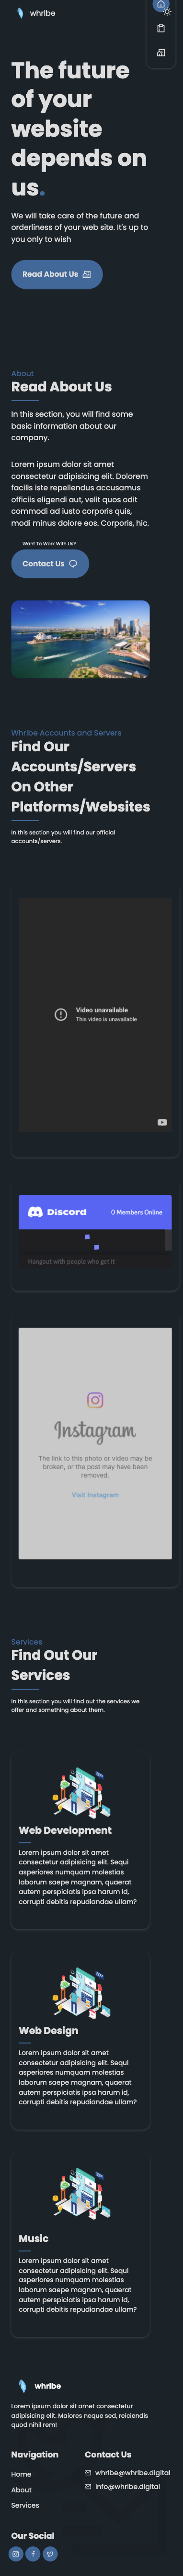 whrlbe
The future
of your
website
depends on
us.
We will take care of the future and
orderliness of your web site. It's up to
you only to wish
Read About Us
About
Read About Us
In this section, you will find some
basic information about our
company.
Lorem ipsum dolor sit amet
consectetur adipisicing elit. Dolorem
facilis iste repellendus accusamus
officiis eligendi aut, velit quos odit
commodi ad iusto corporis quis,
modi minus dolore eos. Corporis, hic.
Want To Work With Us?
Contact Us
Whrlbe Accounts and Servers
Find Our
Accounts/Servers
On Other
Platforms/Websites
In this section you will find our official
accounts/servers.
Video unavailable
This video is unavailable
Discord
0 Members Online
Hangout with people who get it
Instagram
The link to this photo or video may be
broken, or the post may have been
removed.
Visit Instagram
Services
Find Out Our
Services
In this section you will find out the services we
offer and something about them.
Web Development
Lorem ipsum dolor sit amet
consectetur adipisicing elit. Sequi
asperiores numquam molestias
laborum saepe magnam, quaerat
autem perspiciatis ipsa harum id,
corrupti debitis repudiandae ullam?
Web Design
Lorem ipsum dolor sit amet
consectetur adipisicing elit. Sequi
asperiores numquam molestias
laborum saepe magnam, quaerat
autem perspiciatis ipsa harum id,
corrupti debitis repudiandae ullam?
Music
Lorem ipsum dolor sit amet
consectetur adipisicing elit. Sequi
asperiores numquam molestias
laborum saepe magnam, quaerat
autem perspiciatis ipsa harum id,
corrupti debitis repudiandae ullam?
whrlbe
Lorem ipsum dolor sit amet consectetur
adipisicing elit. Maiores neque sed, reiciendis
quod nihil rem!
Navigation
Home
About
Services
Contact Us
whrlbe@whrlbe.digital
info@whrlbe.digital
Our Social